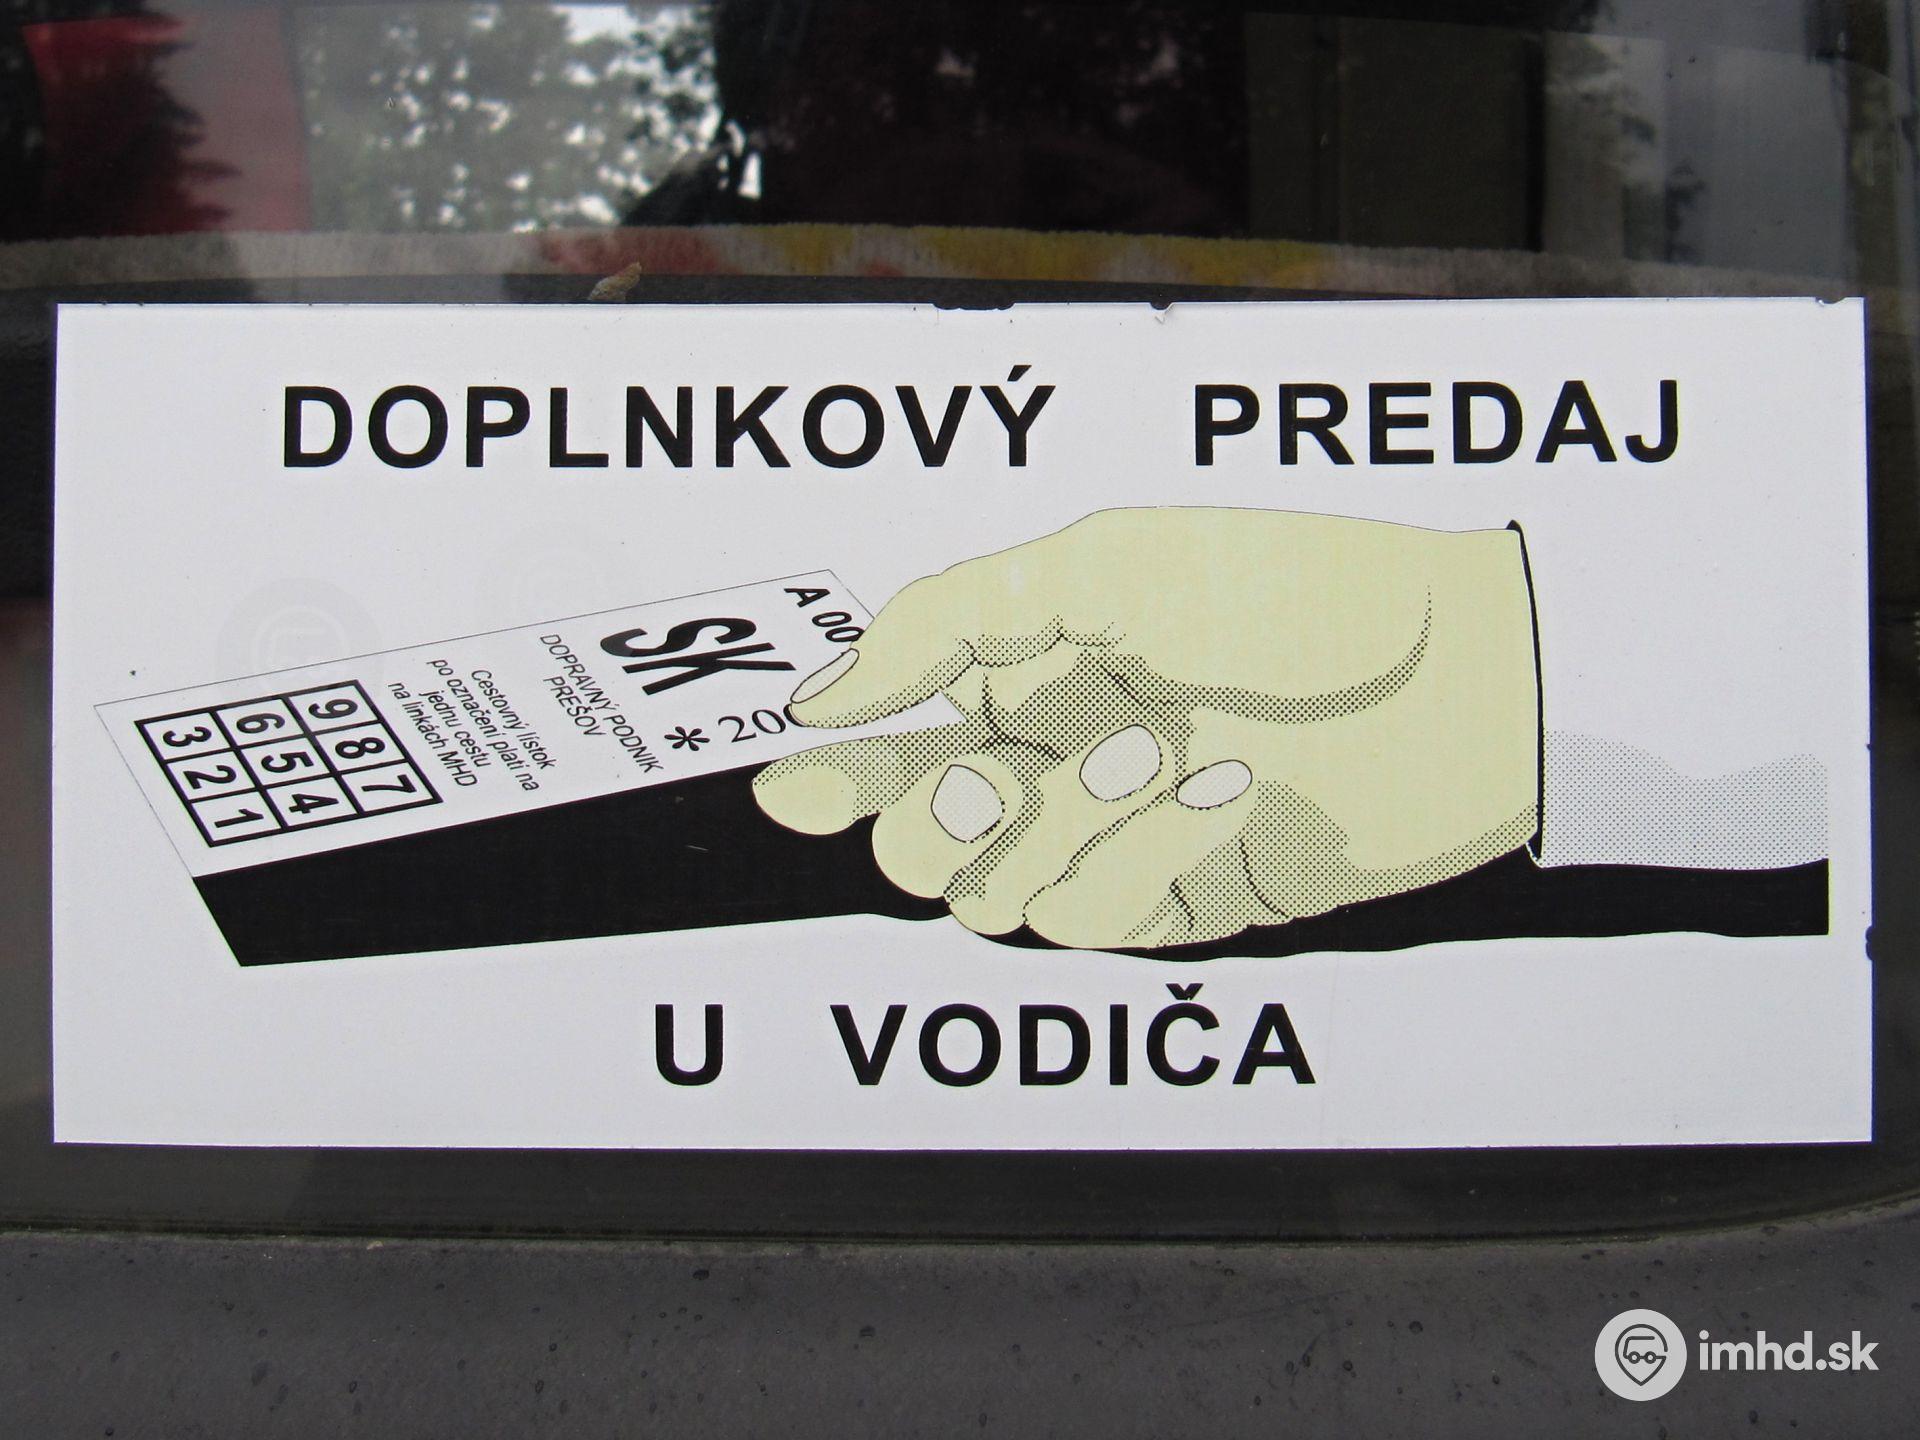 DOPLNKOVÝ PREDAJ
A 00
SK
* 20
DOPRAVNÝ PODNIK
PREŠOV
Cestovný lístok
po označení platí na
jednu cestu
na linkách MHD
9 8 7
6 5 4
3 2 1
U VODIČA
imhd.sk